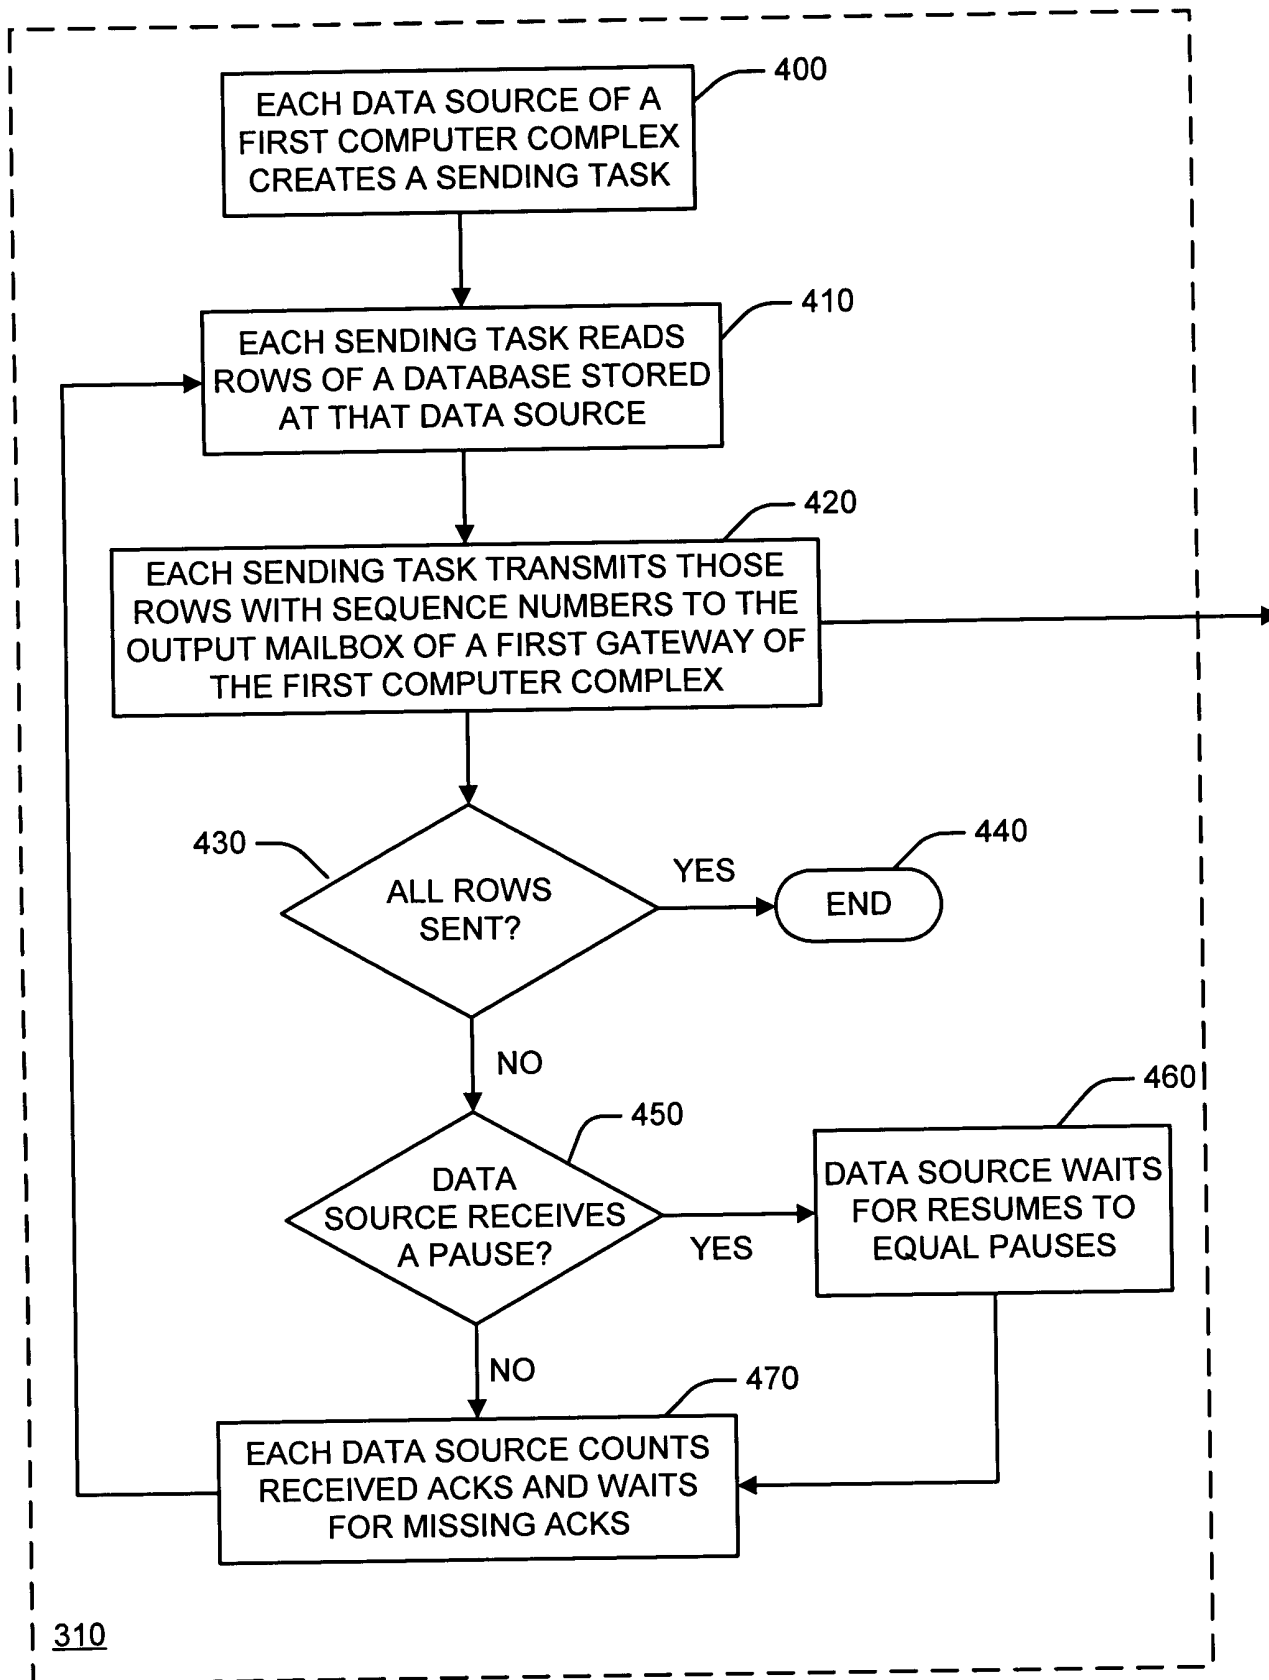 400
EACH DATA SOURCE OF A
FIRST COMPUTER COMPLEX
CREATES A SENDING TASK
410
EACH SENDING TASK READS
ROWS OF A DATABASE STORED
AT THAT DATA SOURCE
420
EACH SENDING TASK TRANSMITS THOSE
ROWS WITH SEQUENCE NUMBERS TO THE
OUTPUT MAILBOX OF A FIRST GATEWAY OF
THE FIRST COMPUTER COMPLEX
430
ALL ROWS
SENT?
YES
440
END
NO
450
DATA
SOURCE RECEIVES
A PAUSE?
YES
460
DATA SOURCE WAITS
FOR RESUMES TO
EQUAL PAUSES
NO
470
EACH DATA SOURCE COUNTS
RECEIVED ACKS AND WAITS
FOR MISSING ACKS
310